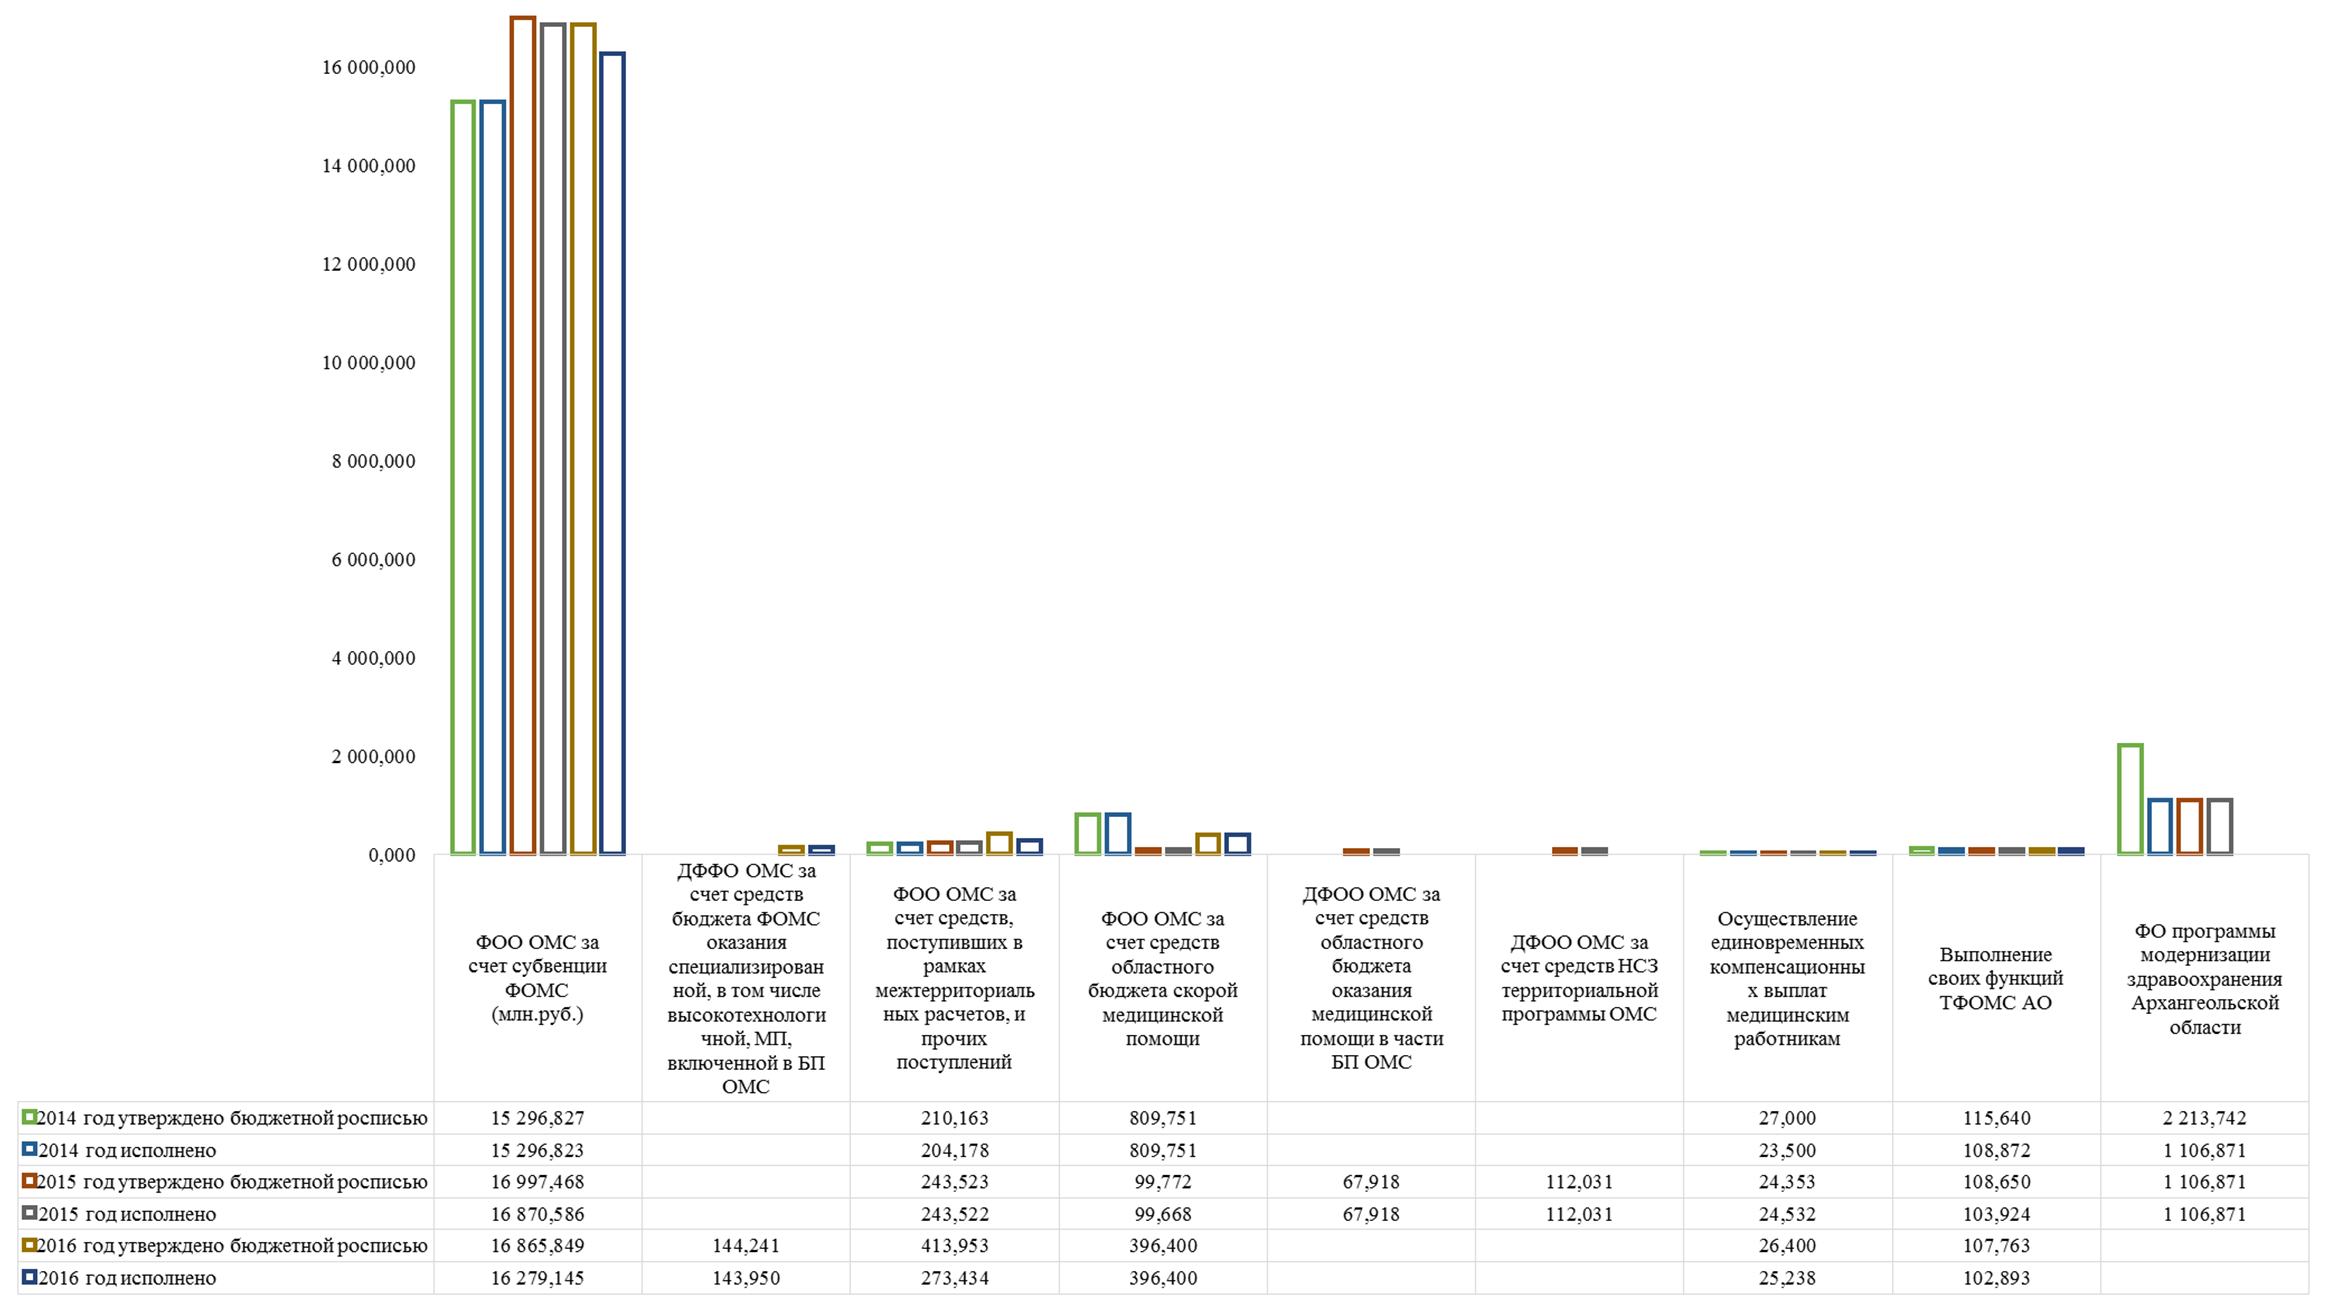 16 000,000
14 000,000
12 000,000
10 000,000
8 000,000
6 000,000
4 000,000
2 000,000
0,000
ФОО ОМС за
счет субвенции
ФОМС
(млн.руб.)
ДФФО ОМС за
счет средств
бюджета ФОМС
оказания
специализирован
ной, в том числе
высокотехнологи
чной, МП,
включенной в БП
ОМС
ФОО ОМС за
счет средств,
поступивших в
рамках
межтерриториаль
ных расчетов, и
прочих
поступлений
ФОО ОМС за
счет средств
областного
бюджета скорой
медицинской
помощи
ДФОО ОМС за
счет средств
областного
бюджета
оказания
медицинской
помощи в части
БП ОМС
ДФОО ОМС за
счет средств НСЗ
территориальной
программы ОМС
Осуществление
единовременных
компенсационны
х выплат
медицинским
работникам
Выполнение
своих функций
ТФОМС АО
ФО программы
модернизации
здравоохранения
Архангеольской
области
2014 год утверждено бюджетной росписью 15 296,827 210,163 809,751 27,000 115,640 2 213,742
2014 год исполнено 15 296,823 204,178 809,751 23,500 108,872 1 106,871
2015 год утверждено бюджетной росписью 16 997,468 243,523 99,772 67,918 112,031 24,353 108,650 1 106,871
2015 год исполнено 16 870,586 243,522 99,668 67,918 112,031 24,532 103,924 1 106,871
2016 год утверждено бюджетной росписью 16 865,849 144,241 413,953 396,400 26,400 107,763
2016 год исполнено 16 279,145 143,950 273,434 396,400 25,238 102,893